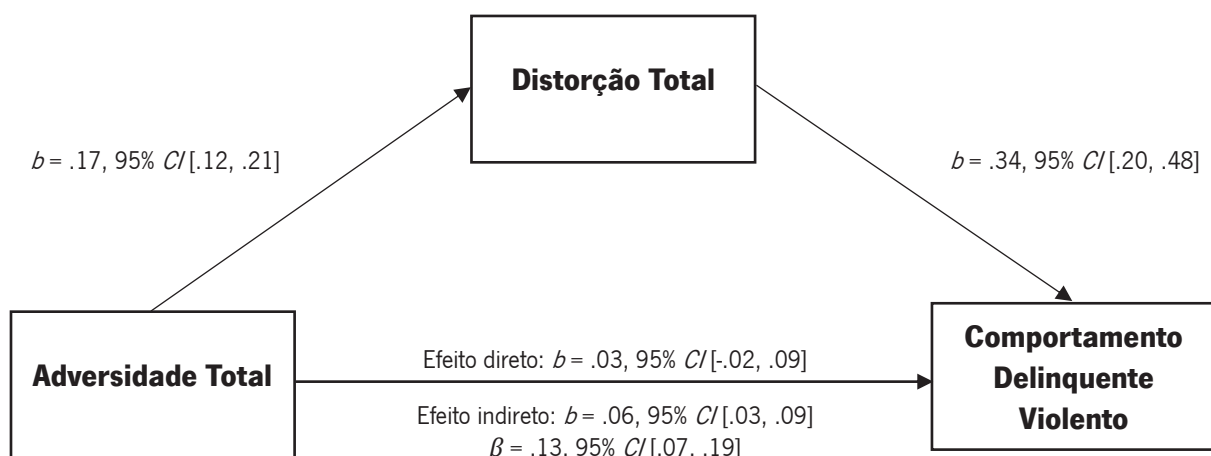 Distorção Total
b = .17, 95% CI [.12, .21]
b = .34, 95% CI [.20, .48]
Adversidade Total
Efeito direto: b = .03, 95% CI [-.02, .09]
Efeito indireto: b = .06, 95% CI [.03, .09]
β = .13, 95% CI [.07, .19]
Comportamento
Delinquente
Violento